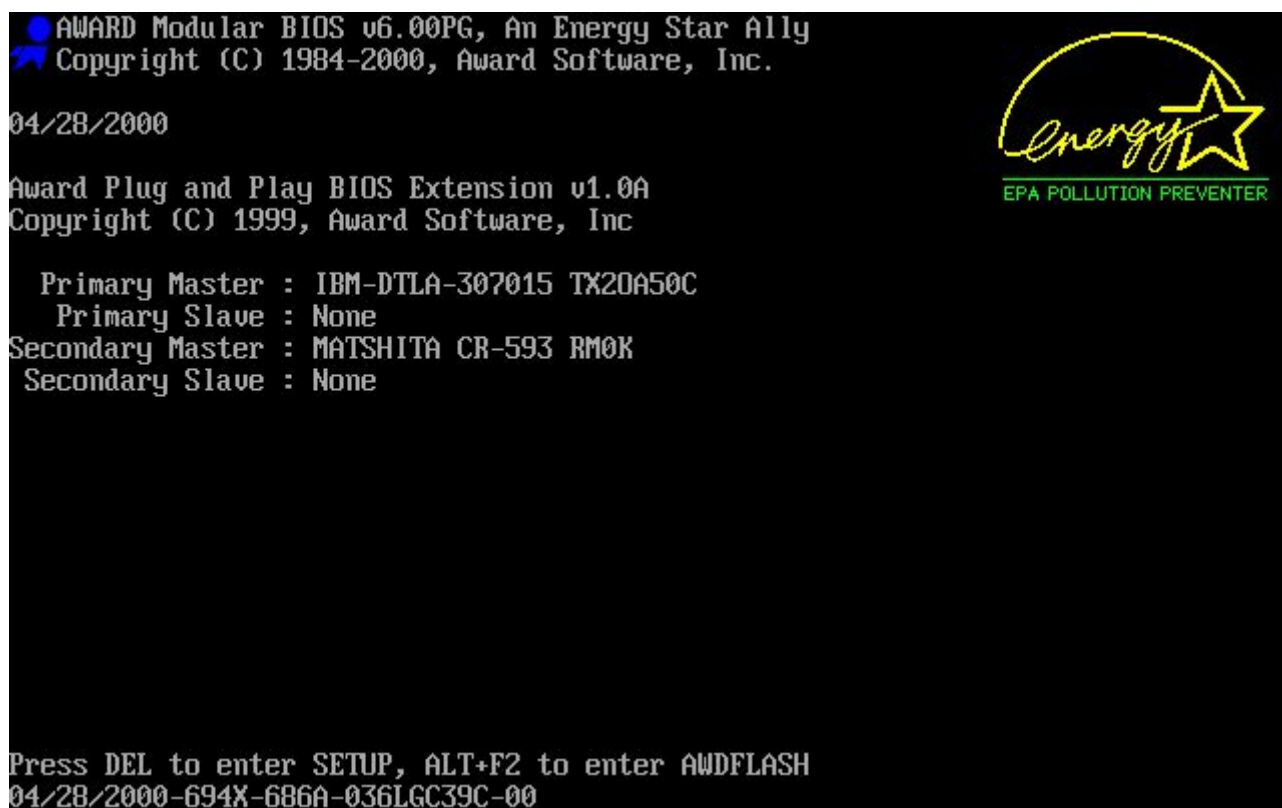 AWARD Modular BIOS v6.00PG, An Energy Star Ally
Copyright (C) 1984-2000, Award Software, Inc.
energy
EPA POLLUTION PREVENTER
04/28/2000
Award Plug and Play BIOS Extension v1.0A
Copyright (C) 1999, Award Software, Inc
Primary Master : IBM-DTLA-307015 TX2OA50C
Primary Slave : None
Secondary Master : MATSHITA CR-593 RM0K
Secondary Slave : None
Press DEL to enter SETUP, ALT+F2 to enter AWDFLASH
04/28/2000-694X-686A-036LGC39C-00